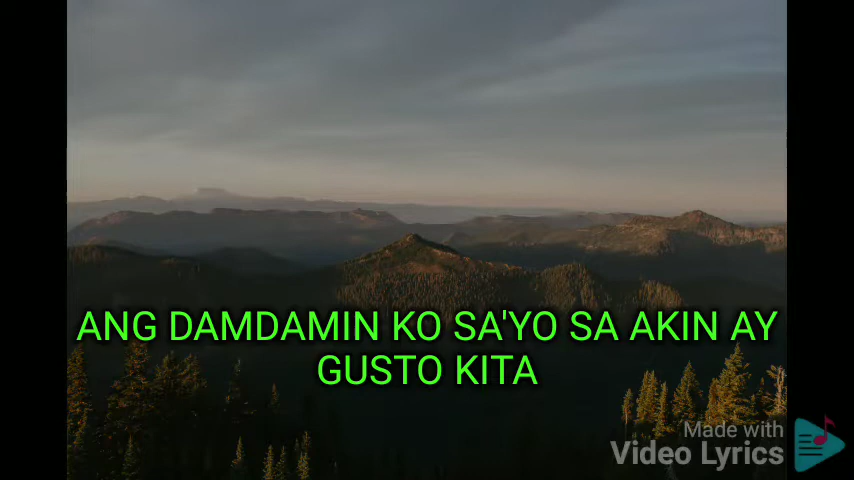 ANG DAMDAMIN KO SA'YO SA AKIN AY
GUSTO KITA
Made with
Video Lyrics